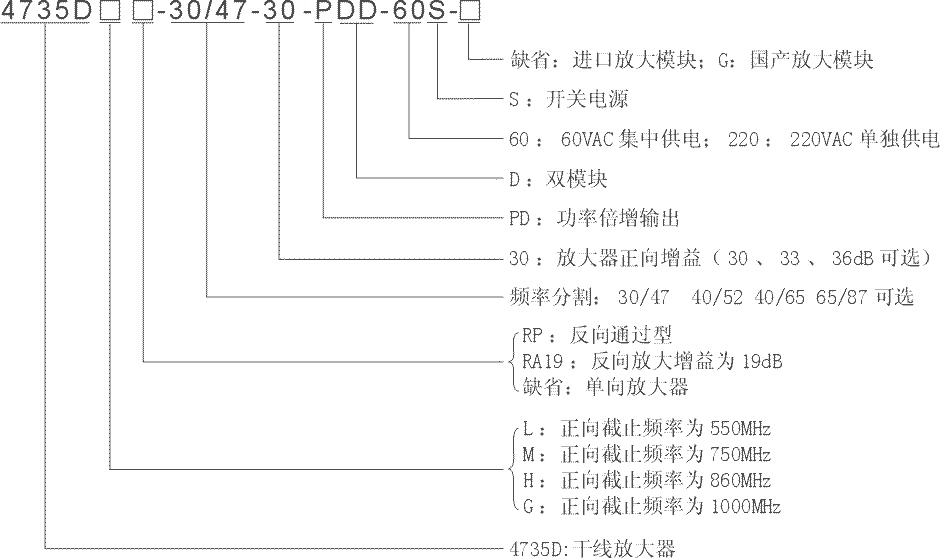 4735D□ □-30/47-30-PDD-60S-□
缺省：进口放大模块；G：国产放大模块
S：开关电源
60：60VAC集中供电；220：220VAC单独供电
D：双模块
PD：功率倍增输出
30：放大器正向增益（30、33、36dB可选）
频率分割：30/47 40/52 40/65 65/87可选
RP：反向通过型
RA19：反向放大增益为19dB
缺省：单向放大器
L：正向截止频率为550MHz
M：正向截止频率为750MHz
H：正向截止频率为860MHz
G：正向截止频率为1000MHz
4735D:干线放大器